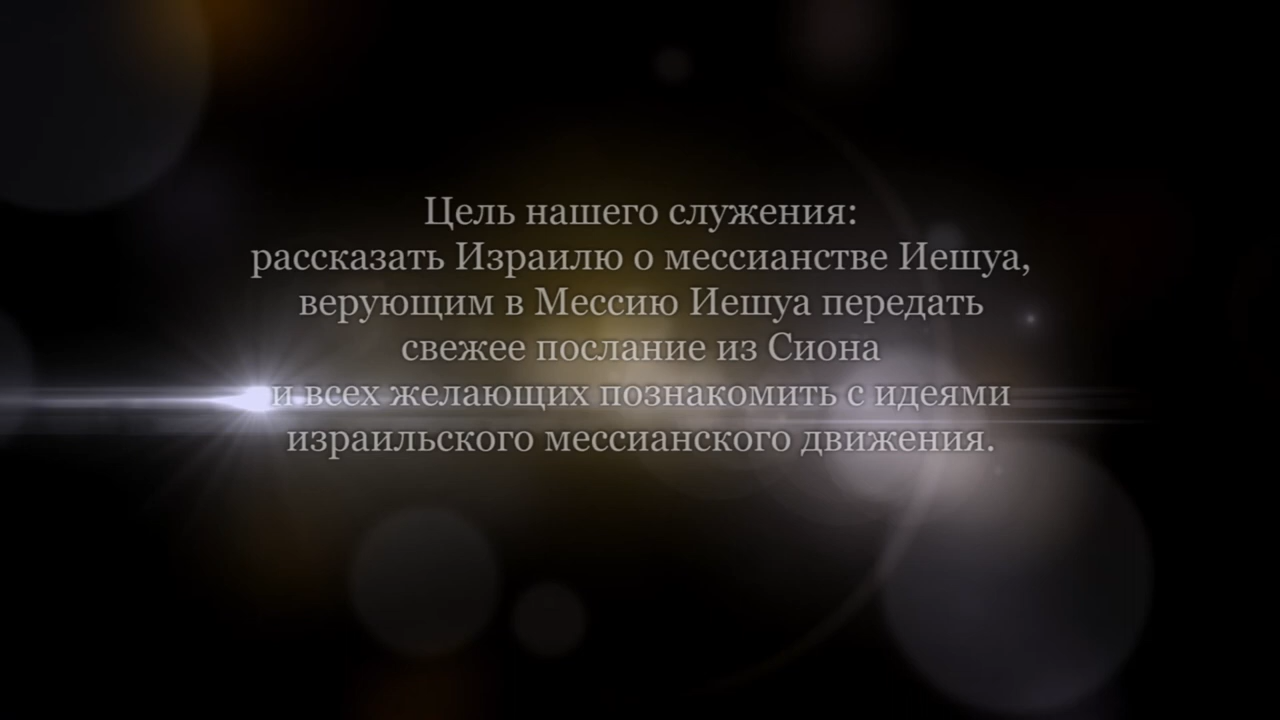 Цель нашего служения:
рассказать Израилю о мессианстве Иешуа,
верующим в Мессию Иешуа передать
свежее послание из Сиона
и всех желающих познакомить с идеями
израильского мессианского движения.